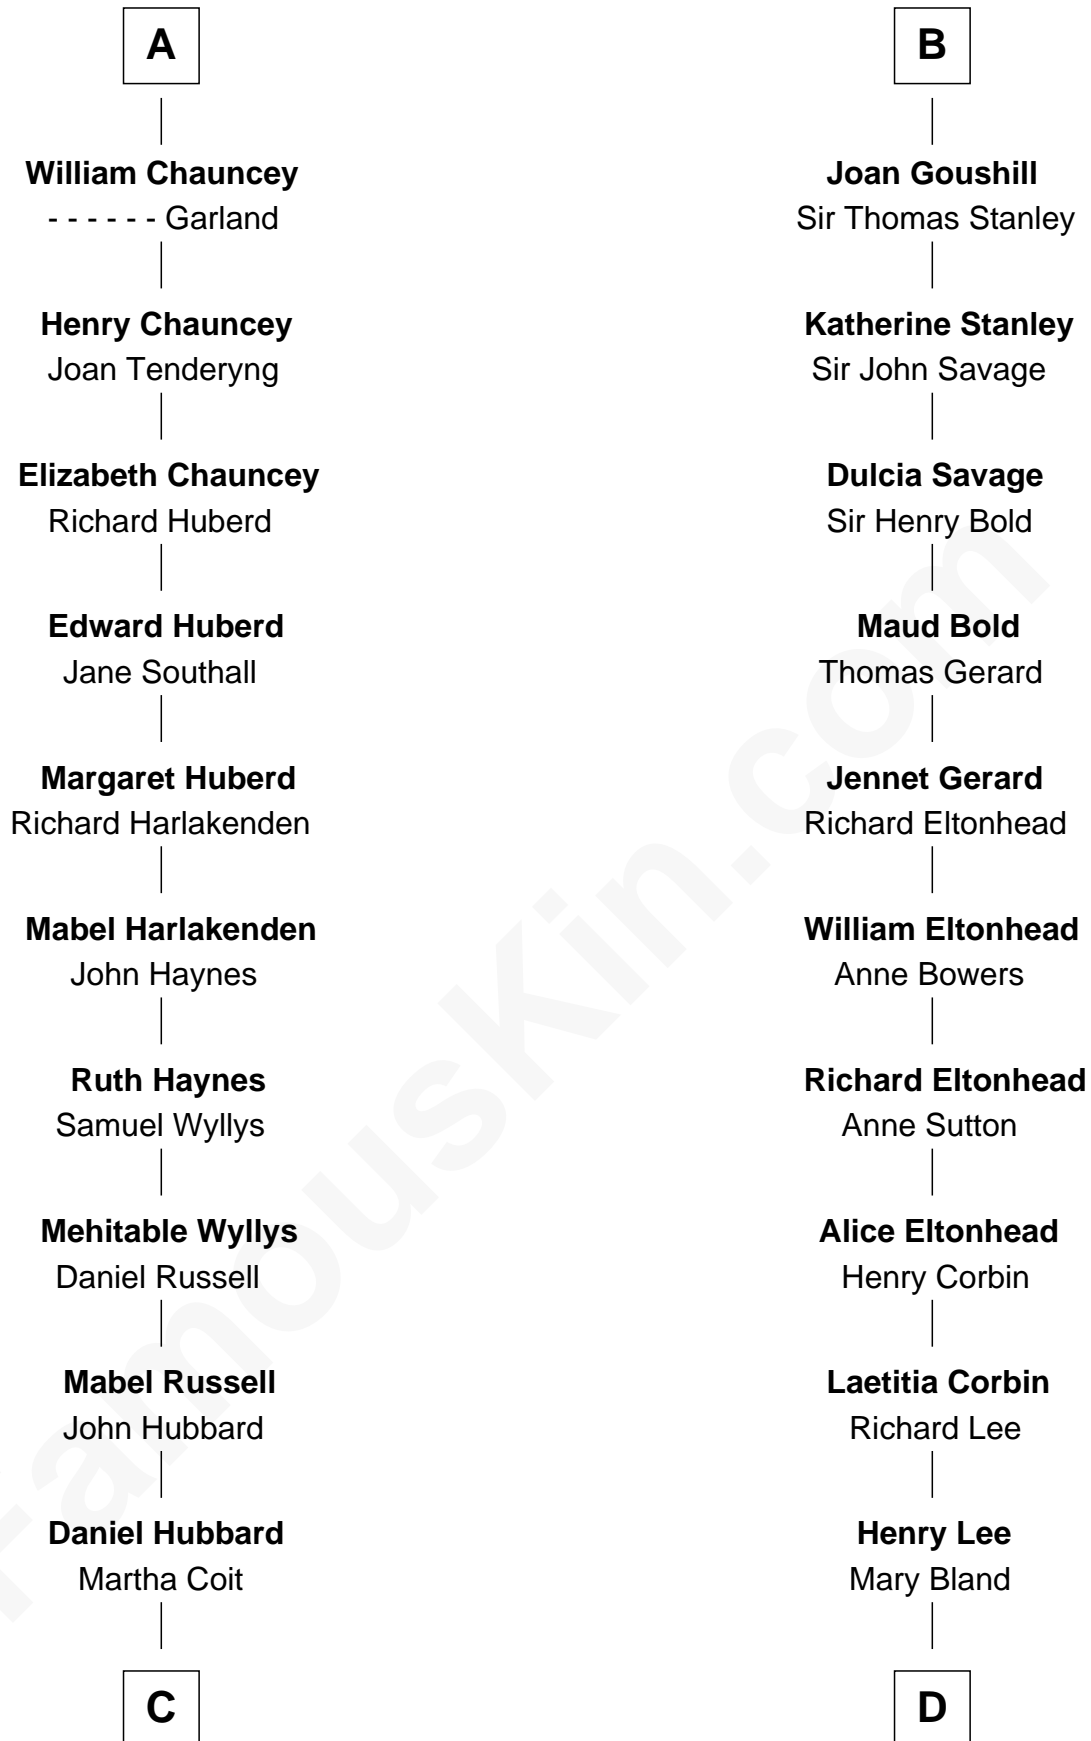 A
William Chauncey
- - - - - - Garland
Henry Chauncey
Joan Tenderyng
Elizabeth Chauncey
Richard Huberd
Edward Huberd
Jane Southall
Margaret Huberd
Richard Harlakenden
Mabel Harlakenden
John Haynes
Ruth Haynes
Samuel Wyllys
Mehitable Wyllys
Daniel Russell
Mabel Russell
John Hubbard
Daniel Hubbard
Martha Coit
C
B
Joan Goushill
Sir Thomas Stanley
Katherine Stanley
Sir John Savage
Dulcia Savage
Sir Henry Bold
Maud Bold
Thomas Gerard
Jennet Gerard
Richard Eltonhead
William Eltonhead
Anne Bowers
Richard Eltonhead
Anne Sutton
Alice Eltonhead
Henry Corbin
Laetitia Corbin
Richard Lee
Henry Lee
Mary Bland
D
FamousKin.com